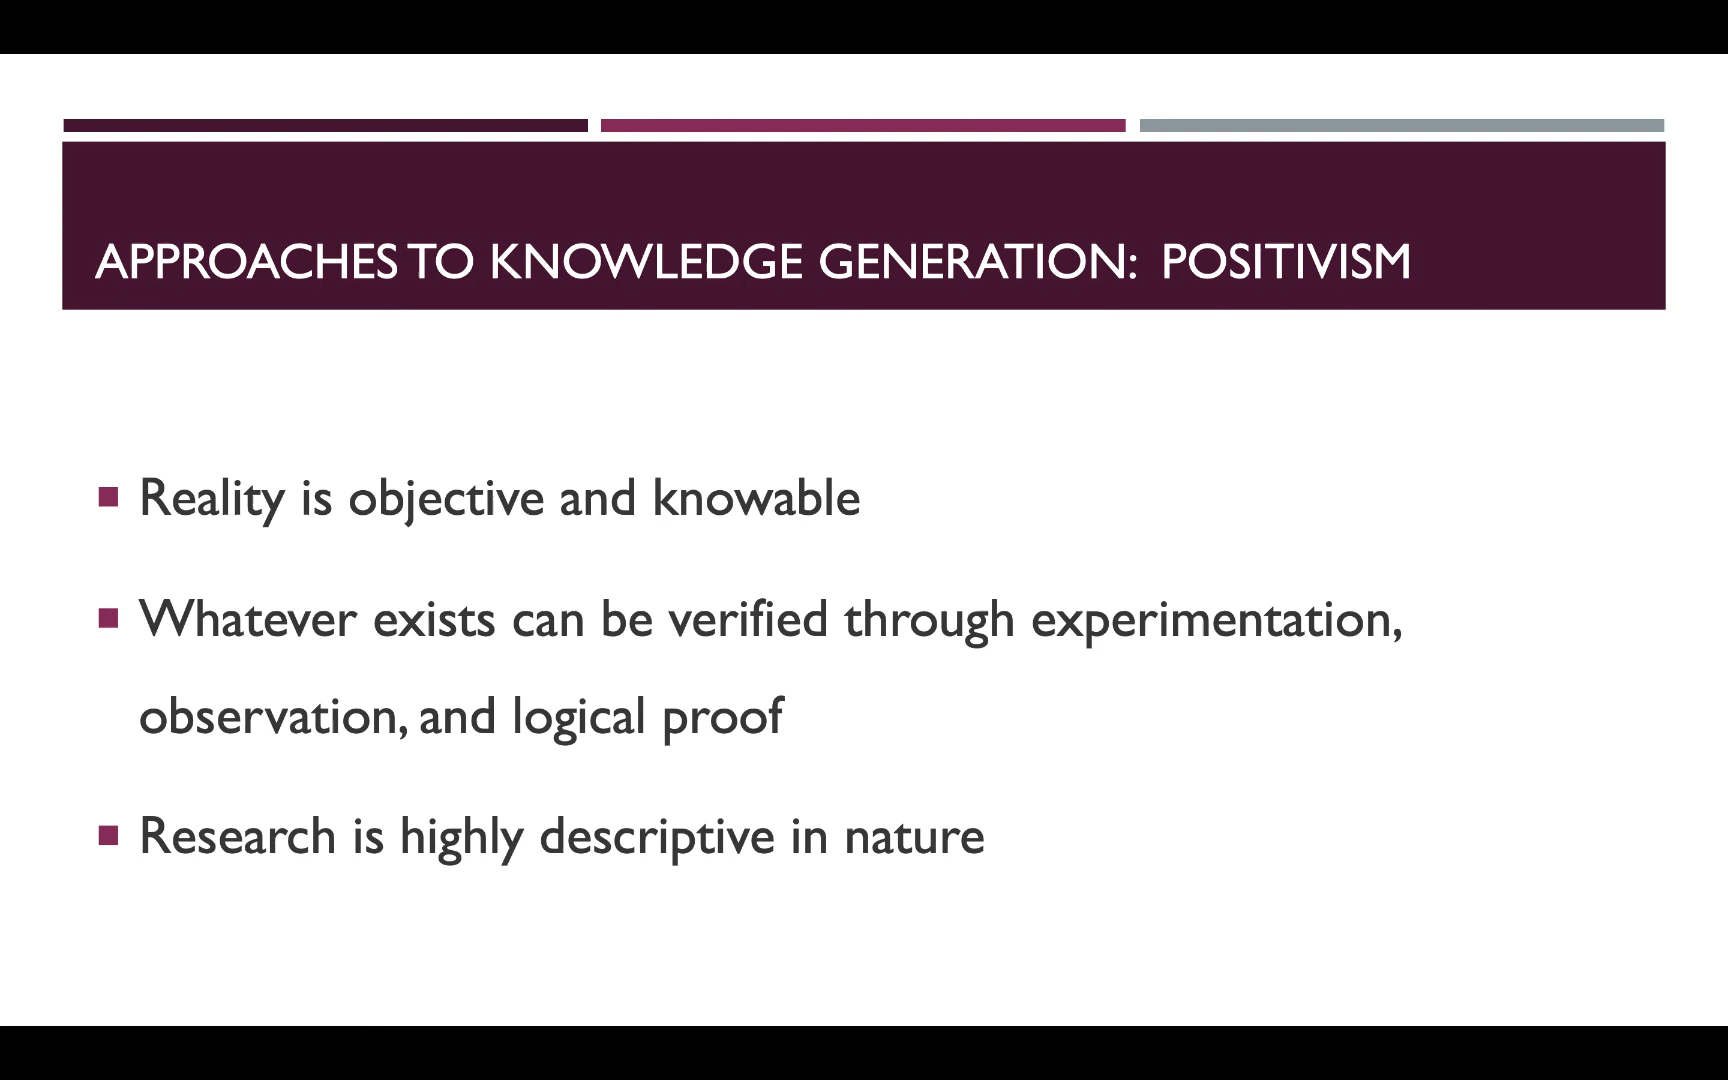 APPROACHES TO KNOWLEDGE GENERATION: POSITIVISM
Reality is objective and knowable
Whatever exists can be verified through experimentation,
observation, and logical proof
Research is highly descriptive in nature